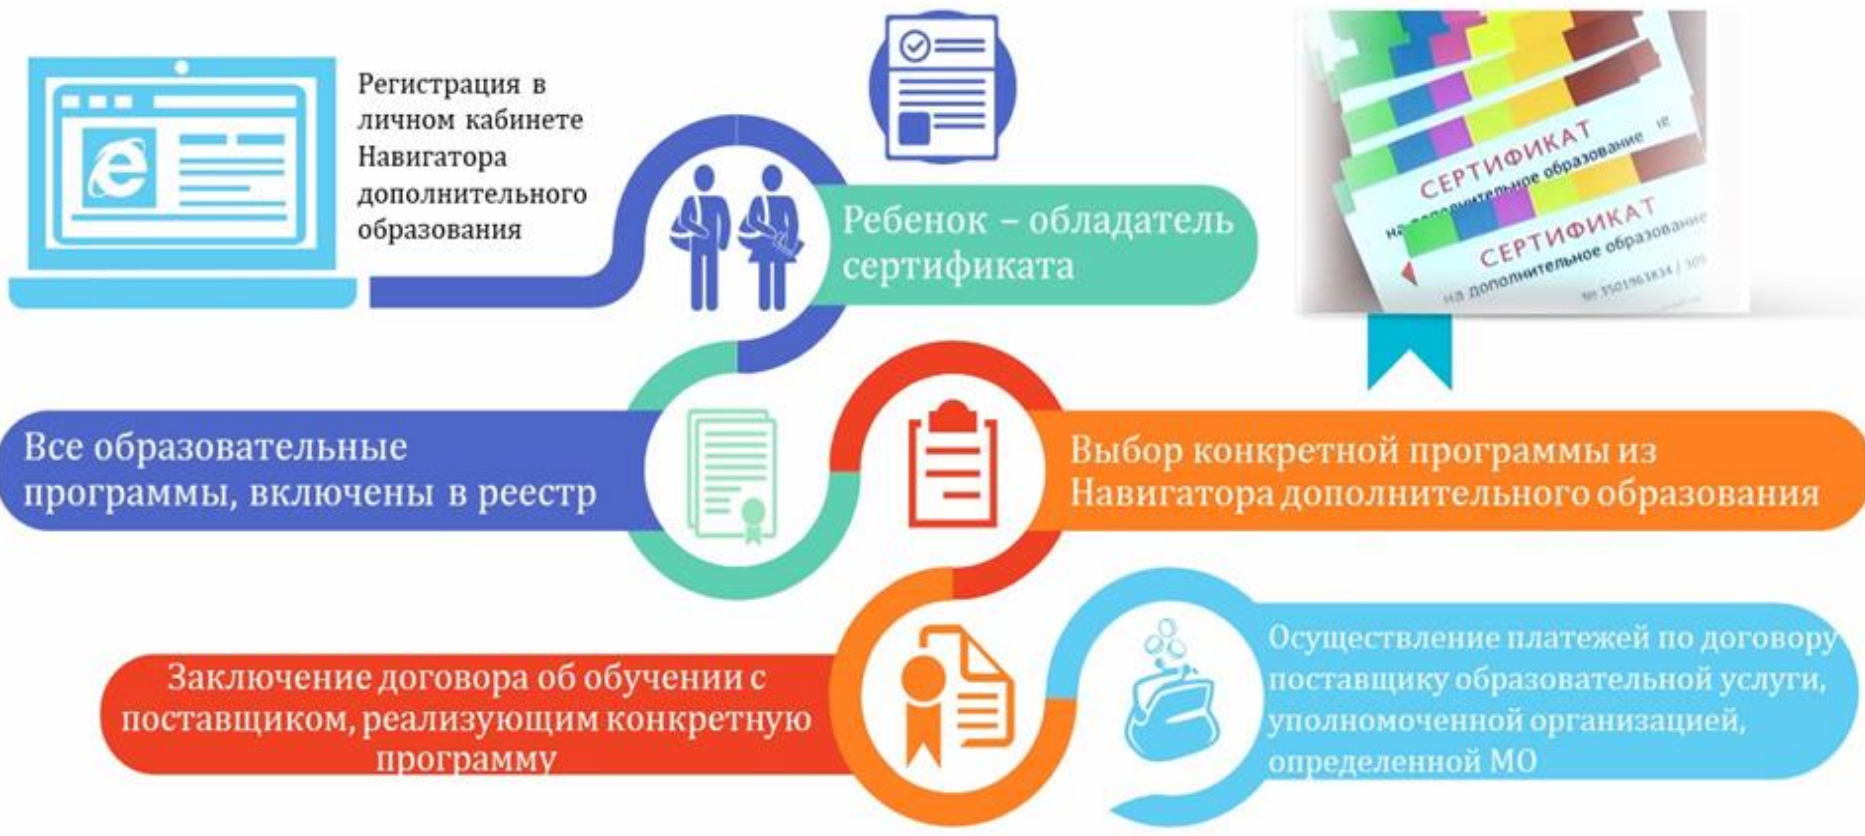 Регистрация в
личном кабинете
Навигатора
дополнительного
образования
Ребенок – обладатель
сертификата
СЕРТИФИКАТ
на дополнительное образование
СЕРТИФИКАТ
на дополнительное образование
Все образовательные
программы, включены в реестр
Выбор конкретной программы из
Навигатора дополнительного образования
Заключение договора об обучении с
поставщиком, реализующим конкретную
программу
Осуществление платежей по договору
поставщику образовательной услуги,
уполномоченной организацией,
определенной МО